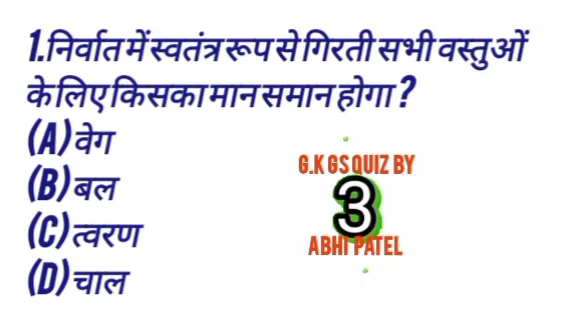 1.निर्वात में स्वतंत्र रूप से गिरती सभी वस्तुओं
के लिए किसका मान समान होगा ?
(A) वेग
(B) बल
(C) त्वरण
(D) चाल
G.K GS QUIZ BY
3
ABHI PATEL